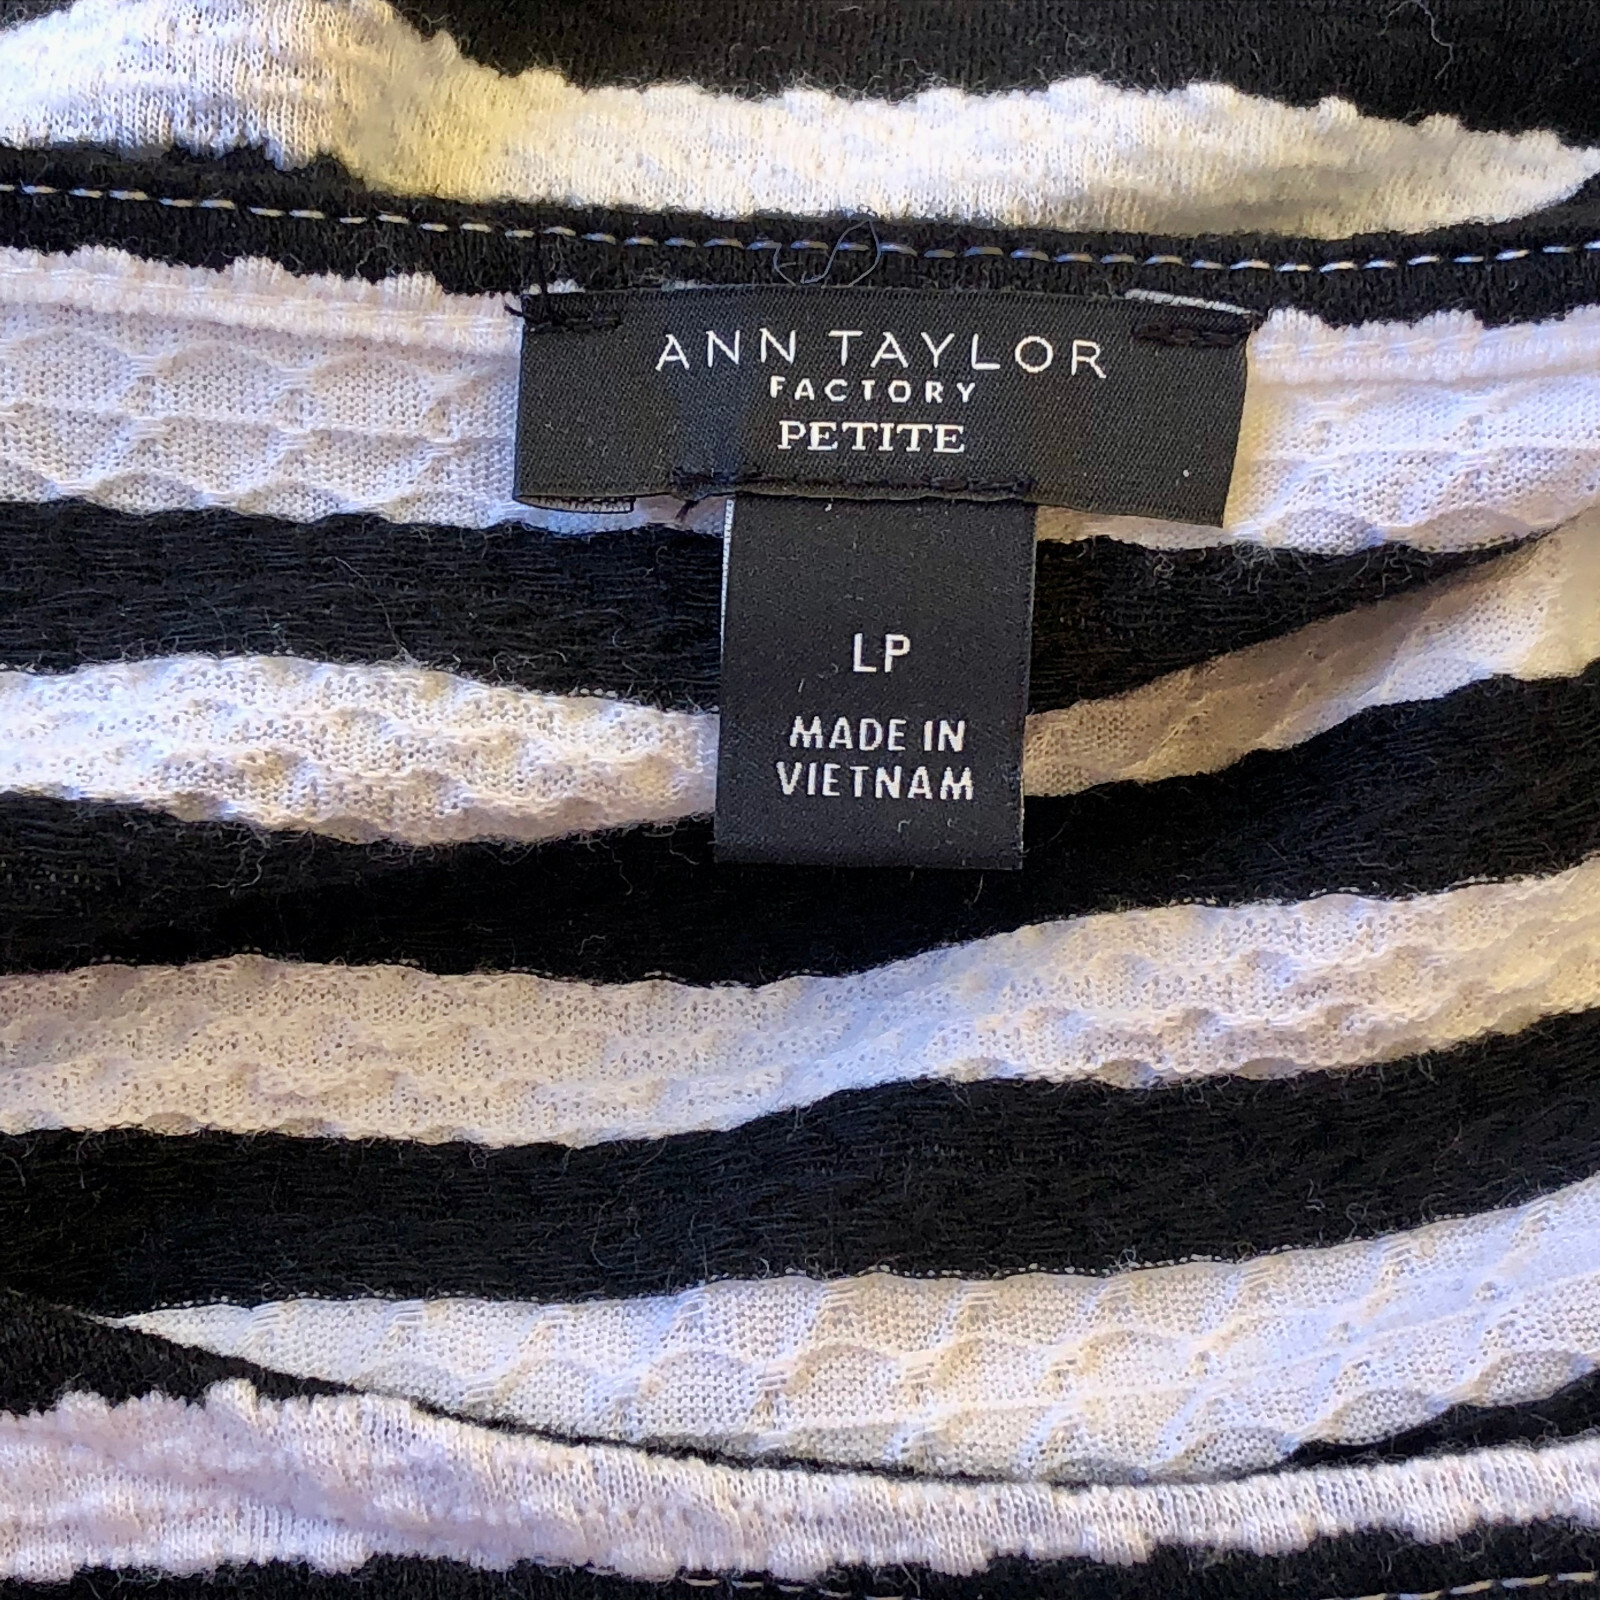 ANN TAYLOR
FACTORY
PETITE
LP
MADE IN
VIETNAM